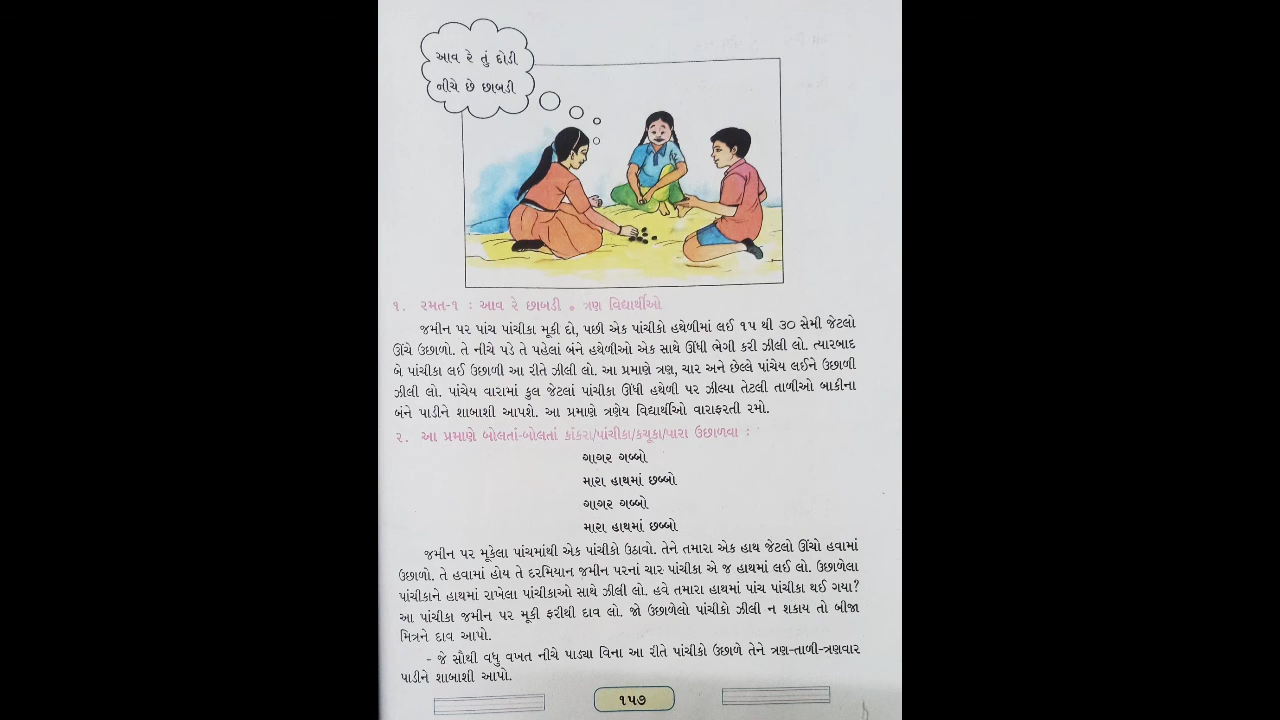 આવ રે તું દોડી
નીચે છે છાબડી
૧. રમત-૧ : આવ રે છાબડી • ત્રણ વિદ્યાર્થીઓ
જમીન પર પાંચ પાંચીકા મૂકી દો, પછી એક પાંચીકો હથેળીમાં લઈ ૧૫ થી ૩૦ સેમી જેટલો
ઊંચે ઉછાળો. તે નીચે પડે તે પહેલાં બંને હથેળીઓ એક સાથે ઊંધી ભેગી કરી ઝીલી લો. ત્યારબાદ
બે પાંચીકા લઈ ઉછાળી આ રીતે ઝીલી લો. આ પ્રમાણે ત્રણ, ચાર અને છેલ્લે પાંચેય લઈને ઉછાળી
ઝીલી લો. પાંચેય વારામાં કુલ જેટલાં પાંચીકા ઊંધી હથેળી પર ઝીલ્યા તેટલી તાળીઓ બાકીના
બંને પાડીને શાબાશી આપશે. આ પ્રમાણે ત્રણેય વિદ્યાર્થીઓ વારાફરતી રમો.
૨. આ પ્રમાણે બોલતાં-બોલતાં કાંકરા/પાંચીકા/કચૂકા/પારા ઉછાળવા :
ગાગર ગબ્બો
મારા હાથમાં છબ્બો
ગાગર ગબ્બો
મારા હાથમાં છબ્બો
જમીન પર મૂકેલા પાંચમાંથી એક પાંચીકો ઉઠાવો. તેને તમારા એક હાથ જેટલો ઊંચો હવામાં
ઉછાળો. તે હવામાં હોય તે દરમિયાન જમીન પરનાં ચાર પાંચીકા એ જ હાથમાં લઈ લો. ઉછાળેલા
પાંચીકાને હાથમાં રાખેલા પાંચીકાઓ સાથે ઝીલી લો. હવે તમારા હાથમાં પાંચ પાંચીકા થઈ ગયા?
આ પાંચીકા જમીન પર મૂકી ફરીથી દાવ લો. જો ઉછાળેલો પાંચીકો ઝીલી ન શકાય તો બીજા
મિત્રને દાવ આપો.
- જે સૌથી વધુ વખત નીચે પાડ્યા વિના આ રીતે પાંચીકો ઉછાળે તેને ત્રણ-તાળી-ત્રણવાર
પાડીને શાબાશી આપો.
૧૫૭